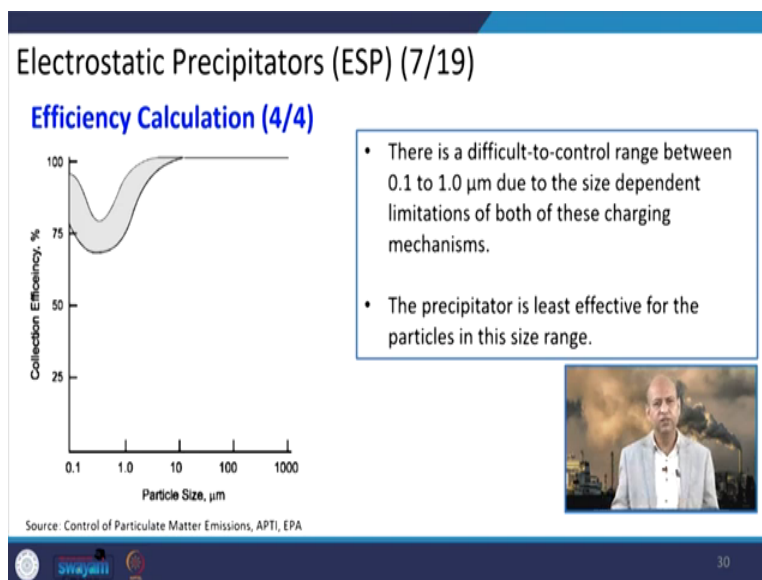 Electrostatic Precipitators (ESP) (7/19)
Efficiency Calculation (4/4)
100
75
50
25
Collection Efficeincy, %
0.1 1.0 10 100 1000
Particle Size, μm
Source: Control of Particulate Matter Emissions, APTI, EPA
• There is a difficult-to-control range between
0.1 to 1.0 μm due to the size dependent
limitations of both of these charging
mechanisms.
• The precipitator is least effective for the
particles in this size range.
swayam
30